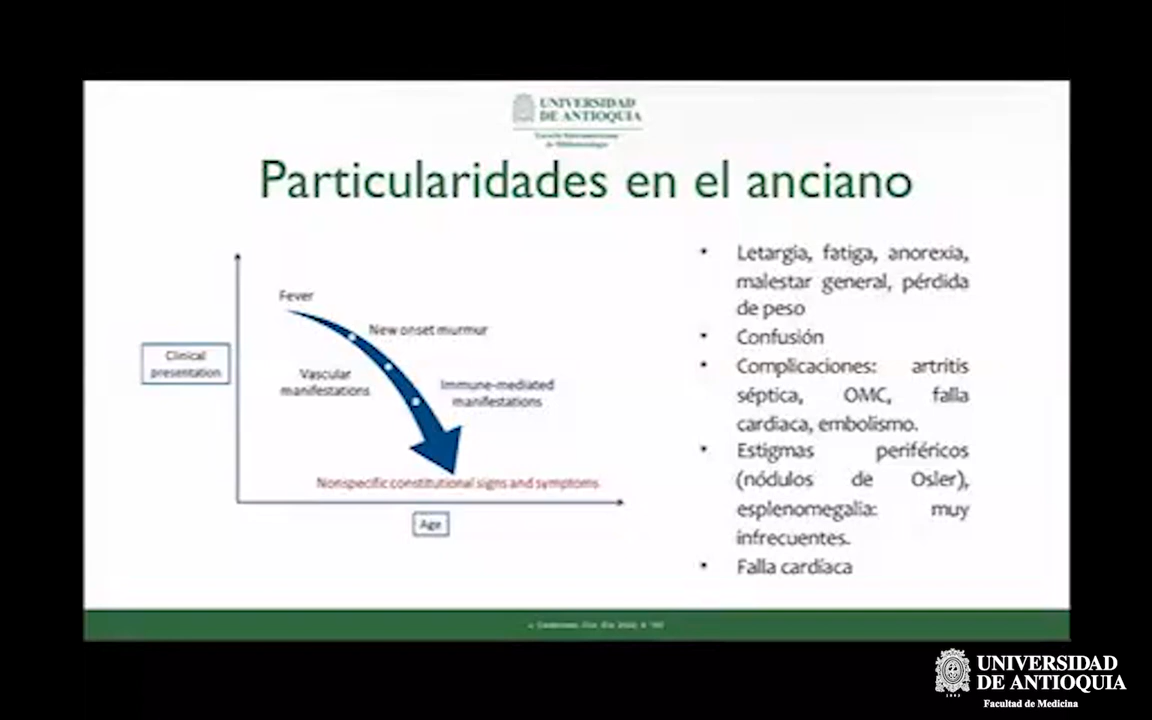 UNIVERSIDAD
DE ANTIOQUIA
Particularidades en el anciano
Fever
New onset murmur
Clinical
presentation
Vascular
manifestations
Immune-mediated
manifestations
Nonspecific constitutional signs and symptoms
Age
• Letargia, fatiga, anorexia,
malestar general, pérdida
de peso
• Confusión
• Complicaciones: artritis
séptica, OMC, falla
cardiaca, embolismo.
• Estigmas periféricos
(nódulos de Osler),
esplenomegalia: muy
infrecuentes.
• Falla cardíaca
UNIVERSIDAD
DE ANTIOQUIA
Facultad de Medicina